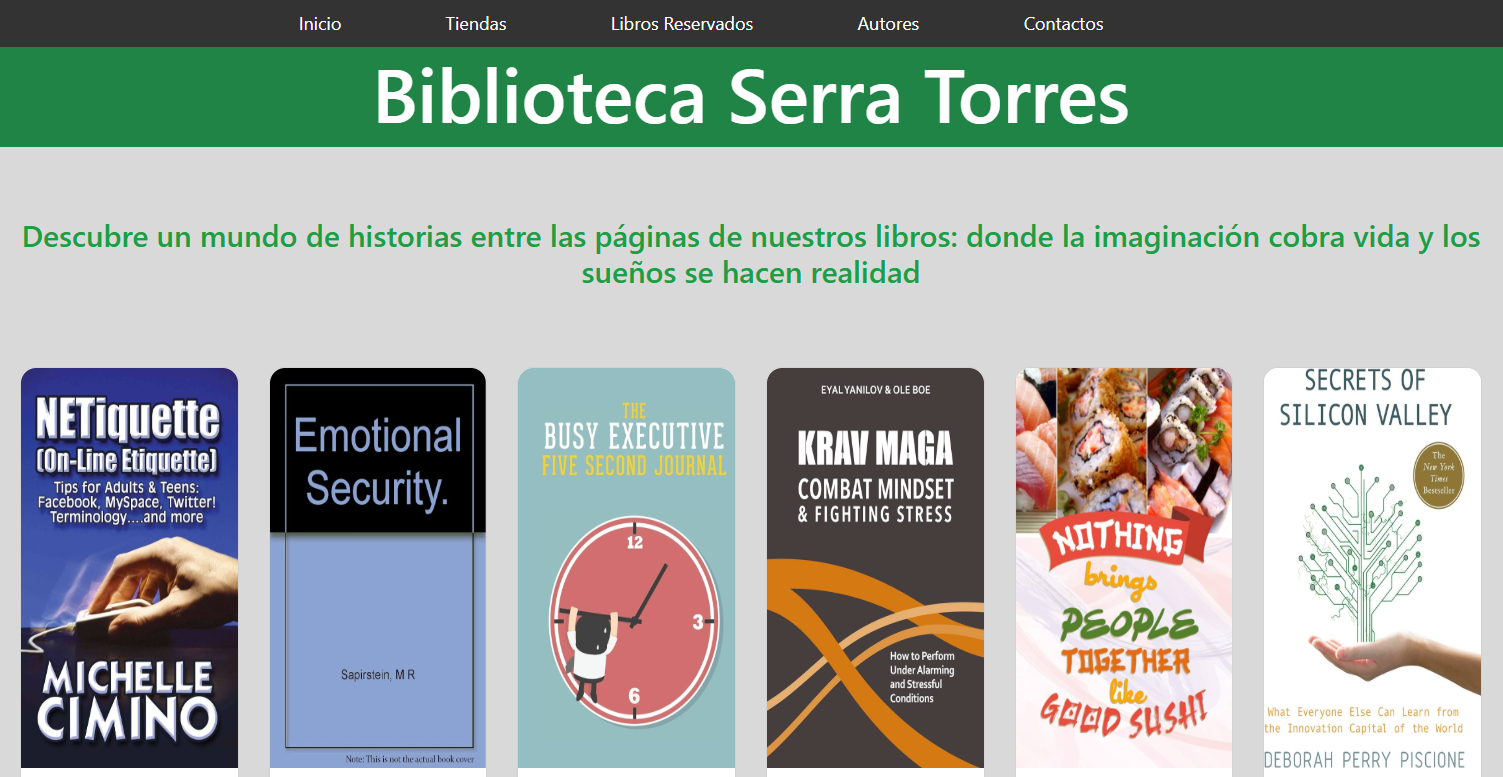 Inicio
Tiendas
Libros Reservados
Autores
Contactos
Biblioteca Serra Torres
Descubre un mundo de historias entre las páginas de nuestros libros: donde la imaginación cobra vida y los
sueños se hacen realidad
NETiquette
(On-Line Etiquette)
Tips for Adults & Teens:
Facebook, MySpace, Twitter!
Terminology....and more
MICHELLE
CIMINO
Emotional
Security.
Sapirstein, M R
Note: This is not the actual book cover
THE
BUSY EXECUTIVE
FIVE SECOND JOURNAL
12
3
6
EYAL YANILOV & OLE BOE
KRAV MAGA
COMBAT MINDSET
& FIGHTING STRESS
How to Perform
Under Alarming
and Stressful
Conditions
NOTHING
brings
PEOPLE
TOGETHER
like
GOOD SUSHI
SECRETS OF
SILICON VALLEY
The
New York
Times
Bestseller
What Everyone Else Can Learn from
the Innovation Capital of the World
DEBORAH PERRY PISCIONE